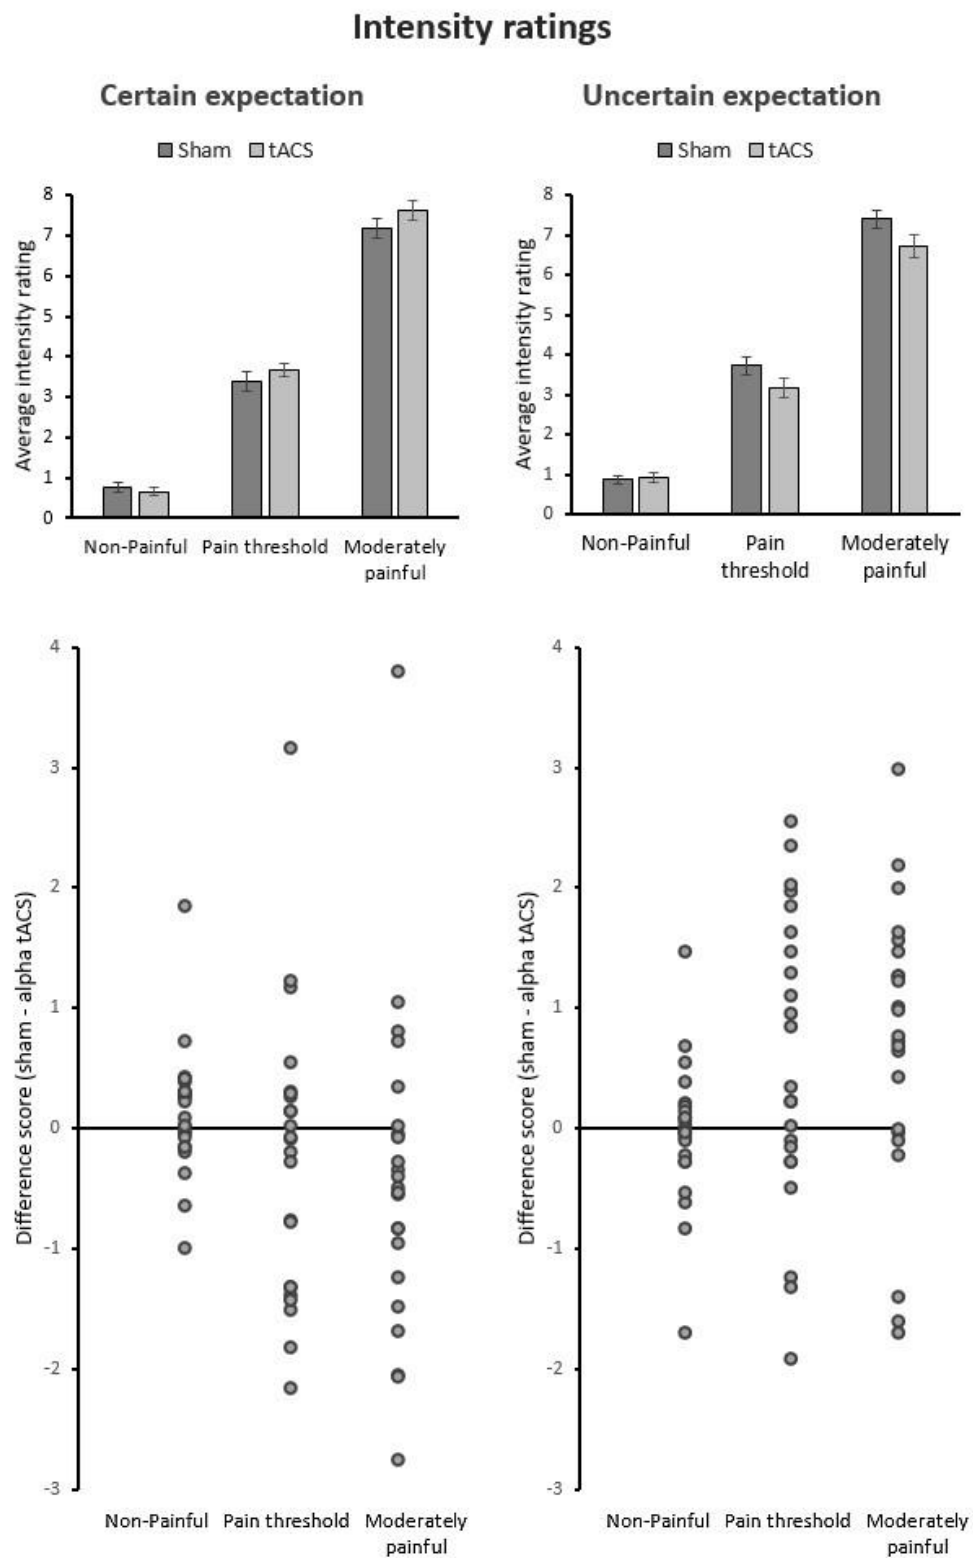 Intensity ratings
Certain expectation
Sham tACS
Average intensity rating
8
7
6
5
4
3
2
1
0
Non-Painful Pain threshold Moderately
painful
Uncertain expectation
Sham tACS
Average intensity rating
8
7
6
5
4
3
2
1
0
Non-Painful Pain Moderately
threshold painful
Difference score (sham - alpha tACS)
4
3
2
1
0
-1
-2
-3
Non-Painful Pain threshold Moderately
painful
Difference score (sham - alpha tACS)
4
3
2
1
0
-1
-2
-3
Non-Painful Pain threshold Moderately
painful